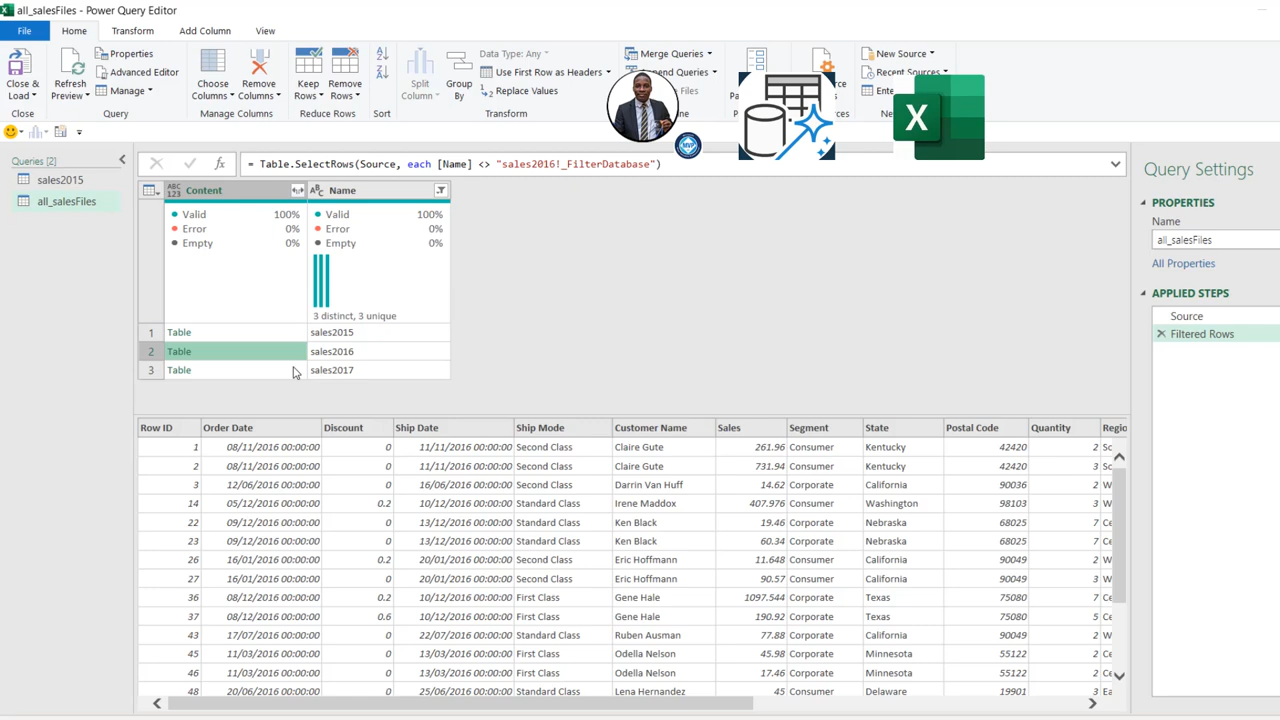 all_salesFiles - Power Query Editor
File Home Transform Add Column View
Close & Load
Refresh Preview
Properties
Advanced Editor
Manage
Choose Columns
Remove Columns
Keep Rows
Remove Rows
Split Column
Group By
Data Type: Any
Use First Row as Headers
Replace Values
Merge Queries
pend Queries
Files
New Source
Recent Sources
Close Query Manage Columns Reduce Rows Sort Transform
X
MVP
Queries [2]
sales2015
all_salesFiles
fx = Table.SelectRows(Source, each [Name] <> "sales2016!_FilterDatabase")
ABC 123 Content ABC Name
Valid 100% Valid 100%
Error 0% Error 0%
Empty 0% Empty 0%
3 distinct, 3 unique
1 Table sales2015
2 Table sales2016
3 Table sales2017
Row ID Order Date Discount Ship Date Ship Mode Customer Name Sales Segment State Postal Code Quantity Regio
1 08/11/2016 00:00:00 0 11/11/2016 00:00:00 Second Class Claire Gute 261.96 Consumer Kentucky 42420 2 Sc
2 08/11/2016 00:00:00 0 11/11/2016 00:00:00 Second Class Claire Gute 731.94 Consumer Kentucky 42420 3 Sc
3 12/06/2016 00:00:00 0 16/06/2016 00:00:00 Second Class Darrin Van Huff 14.62 Corporate California 90036 2 W
14 05/12/2016 00:00:00 0.2 10/12/2016 00:00:00 Standard Class Irene Maddox 407.976 Consumer Washington 98103 3 W
22 09/12/2016 00:00:00 0 13/12/2016 00:00:00 Standard Class Ken Black 19.46 Corporate Nebraska 68025 7 Ce
23 09/12/2016 00:00:00 0 13/12/2016 00:00:00 Standard Class Ken Black 60.34 Corporate Nebraska 68025 7 Ce
26 16/01/2016 00:00:00 0.2 20/01/2016 00:00:00 Second Class Eric Hoffmann 11.648 Consumer California 90049 2 W
27 16/01/2016 00:00:00 0 20/01/2016 00:00:00 Second Class Eric Hoffmann 90.57 Consumer California 90049 3 W
36 08/12/2016 00:00:00 0.2 10/12/2016 00:00:00 First Class Gene Hale 1097.544 Corporate Texas 75080 7 Ce
37 08/12/2016 00:00:00 0.6 10/12/2016 00:00:00 First Class Gene Hale 190.92 Corporate Texas 75080 5 Ce
43 17/07/2016 00:00:00 0 22/07/2016 00:00:00 Standard Class Ruben Ausman 77.88 Corporate California 90049 2 W
45 11/03/2016 00:00:00 0 13/03/2016 00:00:00 First Class Odella Nelson 45.98 Corporate Minnesota 55122 2 Ce
46 11/03/2016 00:00:00 0 13/03/2016 00:00:00 First Class Odella Nelson 17.46 Corporate Minnesota 55122 2 Ce
48 20/06/2016 00:00:00 0 25/06/2016 00:00:00 Standard Class Lena Hernandez 45 Consumer Delaware 19901 3 Ea
Query Settings
PROPERTIES
Name
all_salesFiles
All Properties
APPLIED STEPS
Source
Filtered Rows